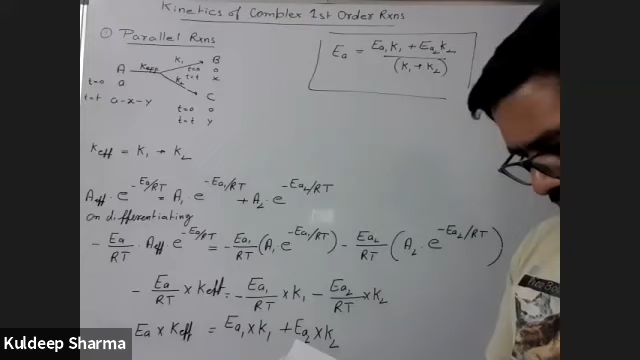 Kinetics of Complex 1st Order Rxns
① Parallel Rxns
Ea = Ea₁K₁ + Ea₂K₂ / (K₁ + K₂)
A Keff K₁ B
t=0 a t=0 0
t=t x
K₂ C
t=t a-x-y
t=0 0
t=t y
Keff = K₁ + K₂
Aeff . e^-Ea/RT = A₁ e^-Ea₁/RT + A₂ . e^-Ea₂/RT
on differentiating
- Ea/RT . Aeff e^-Ea/RT = - Ea₁/RT (A₁ e^-Ea₁/RT) - Ea₂/RT (A₂ . e^-Ea₂/RT)
- Ea/RT × Keff = - Ea₁/RT × K₁ - Ea₂/RT × K₂
Ea × Keff = Ea₁ × K₁ + Ea₂ × K₂
Kuldeep Sharma